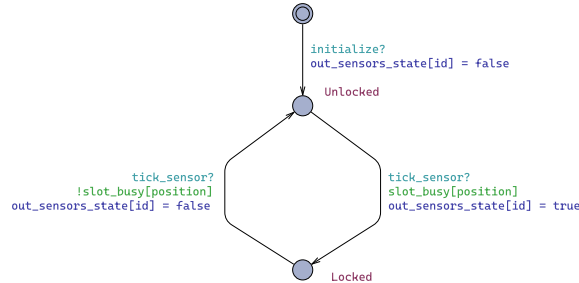 initialize?
out_sensors_state[id] = false
Unlocked
tick_sensor?
!slot_busy[position]
out_sensors_state[id] = false
tick_sensor?
slot_busy[position]
out_sensors_state[id] = true
Locked